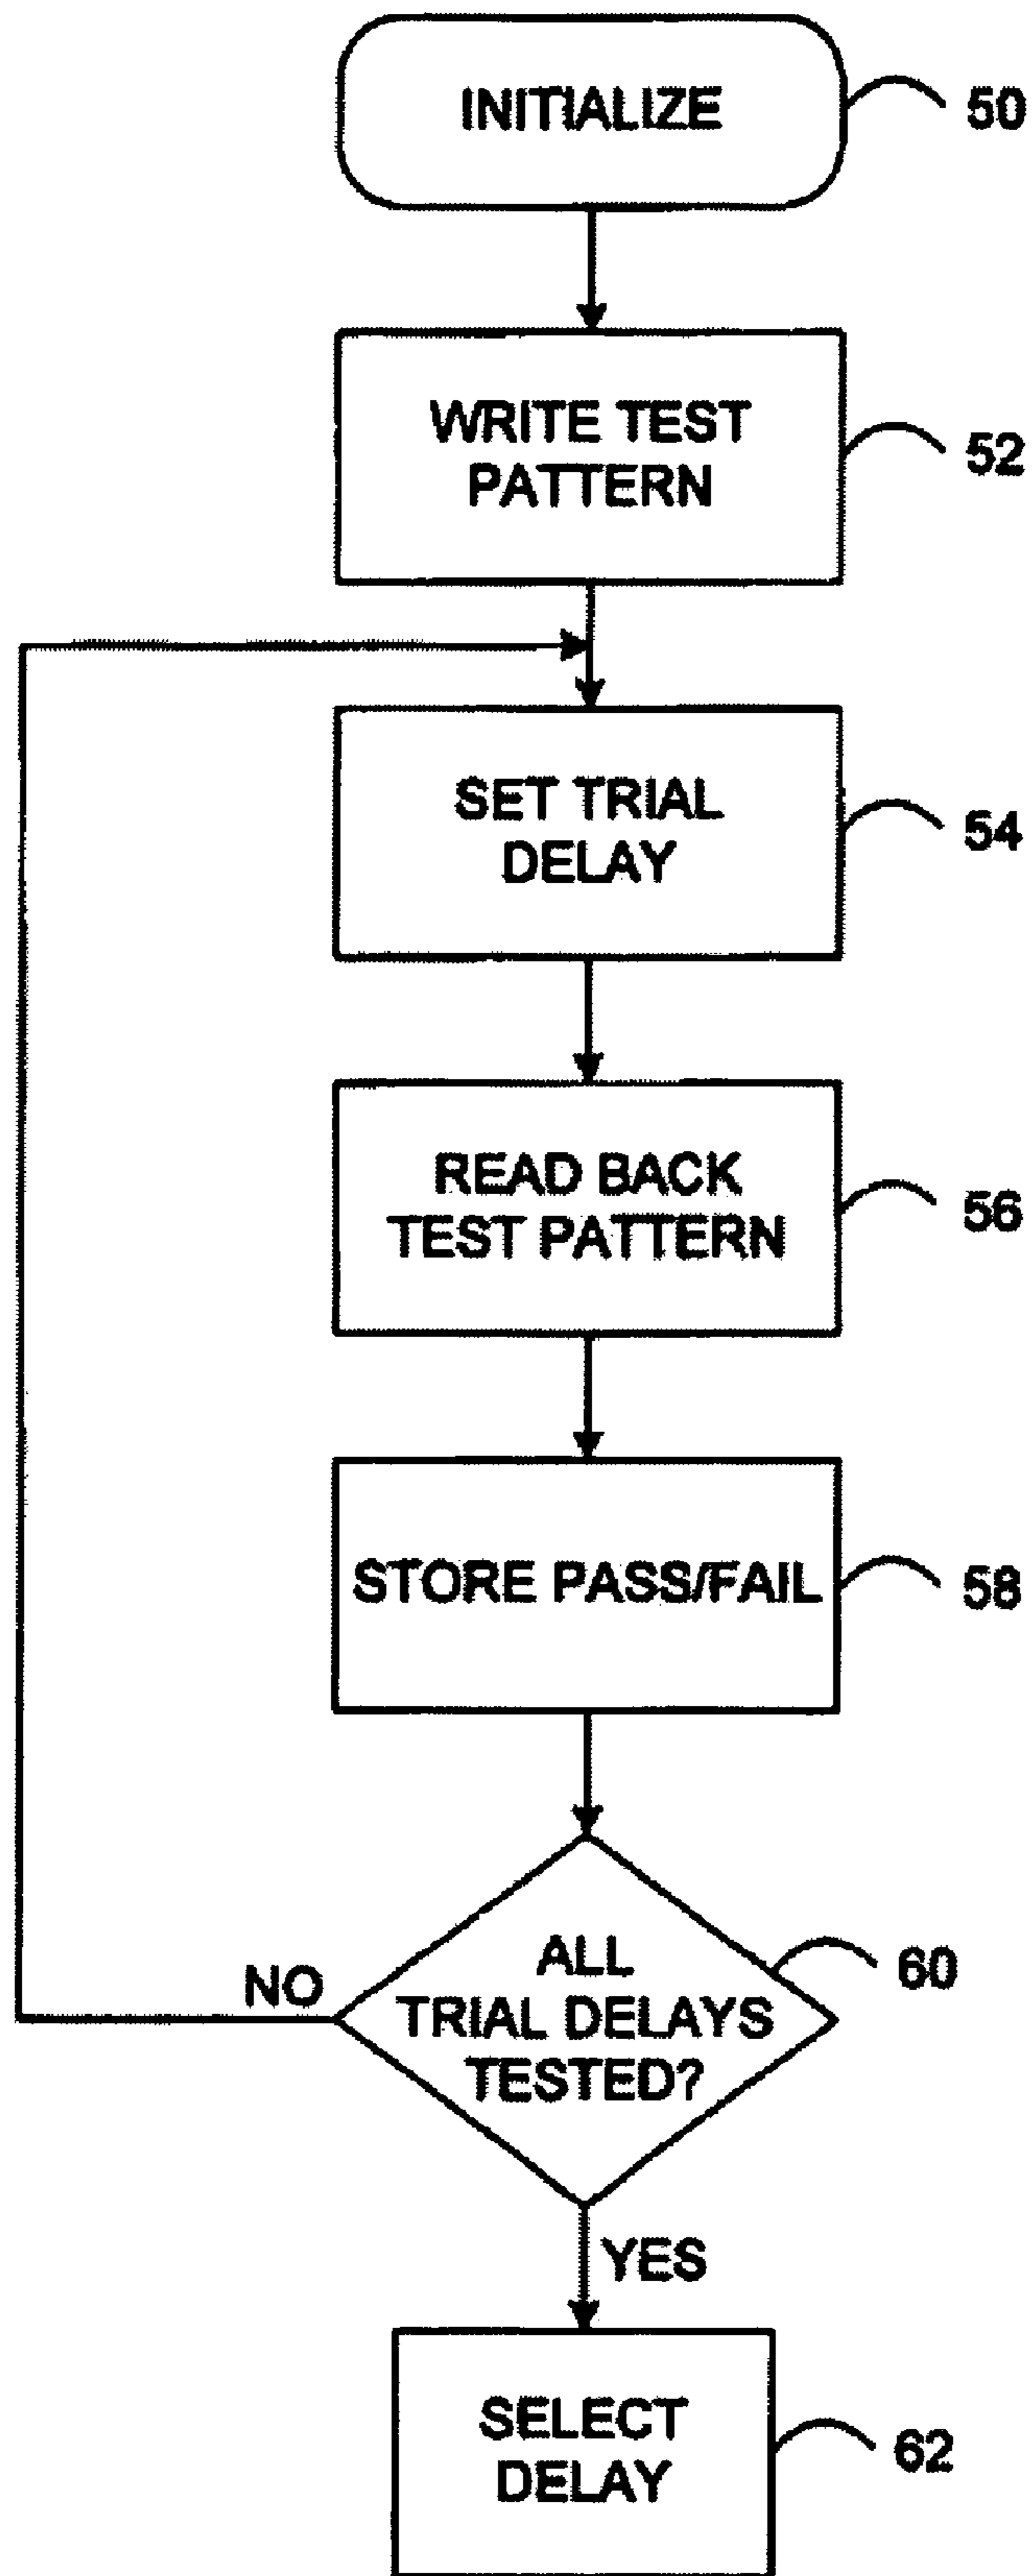 INITIALIZE
50
WRITE TEST
PATTERN
52
SET TRIAL
DELAY
54
READ BACK
TEST PATTERN
56
STORE PASS/FAIL
58
ALL
TRIAL DELAYS
TESTED?
60
NO
YES
SELECT
DELAY
62